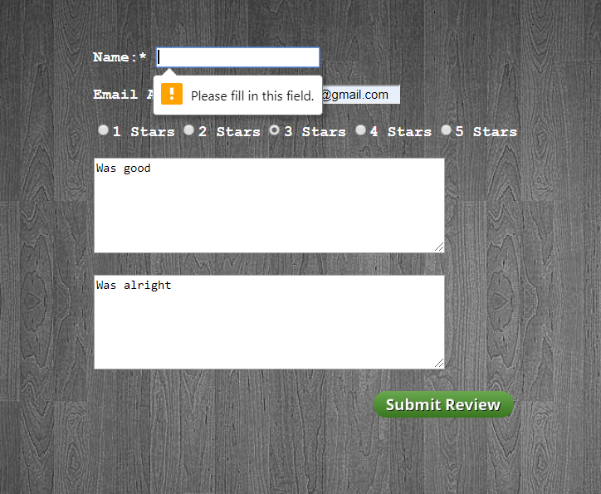 Name:*
Please fill in this field.
Email A @gmail.com
1 Stars 2 Stars 3 Stars 4 Stars 5 Stars
Was good
Was alright
Submit Review